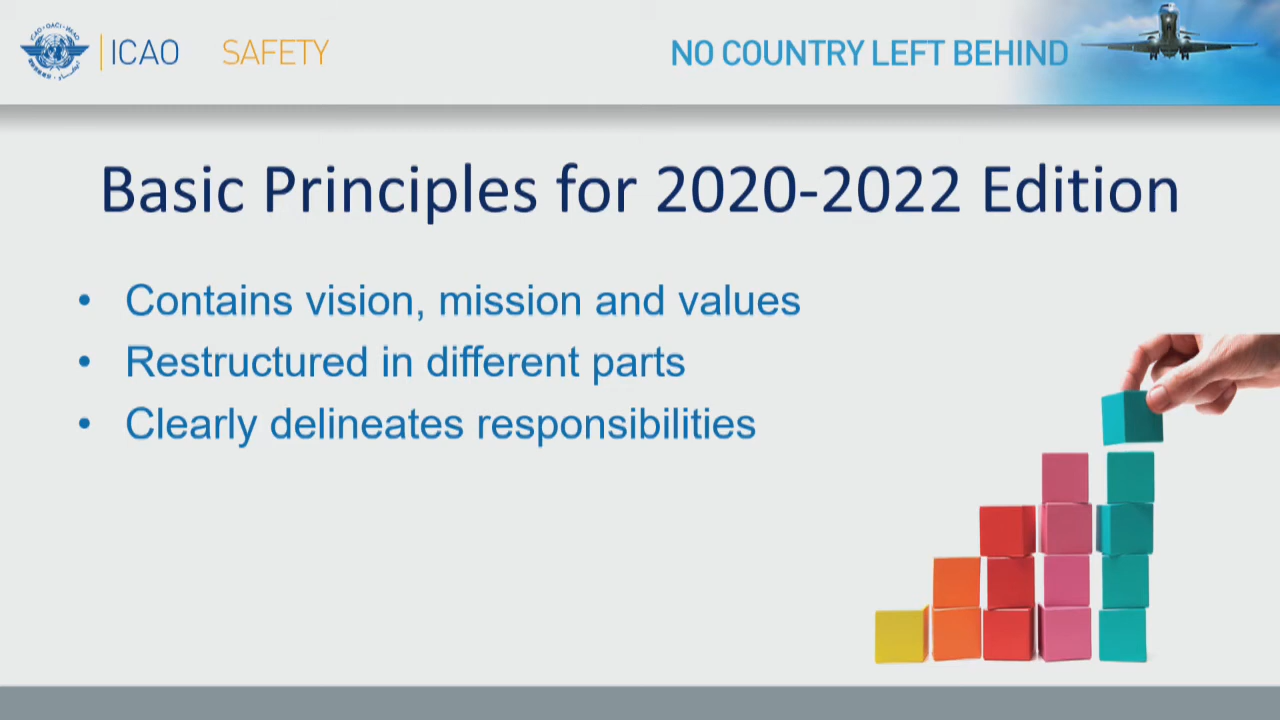 ICAO SAFETY
NO COUNTRY LEFT BEHIND
Basic Principles for 2020-2022 Edition
• Contains vision, mission and values
• Restructured in different parts
• Clearly delineates responsibilities